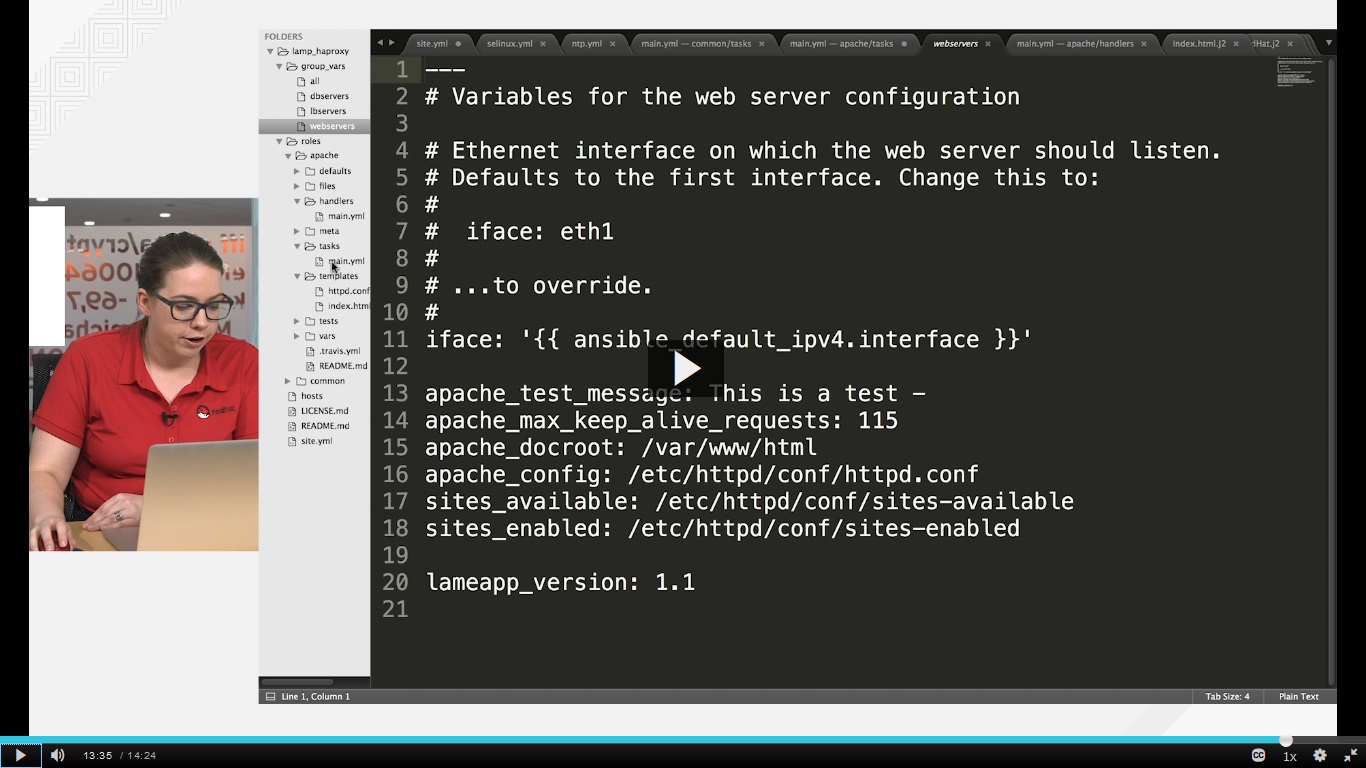 FOLDERS
lamp_haproxy
group_vars
all
dbservers
lbservers
webservers
roles
apache
defaults
files
handlers
main.yml
meta
tasks
main.yml
templates
httpd.conf
index.html
tests
vars
.travis.yml
README.md
common
hosts
LICENSE.md
README.md
site.yml
site.yml
selinux.yml
ntp.yml
main.yml — common/tasks
main.yml — apache/tasks
webservers
main.yml — apache/handlers
index.html.j2
dHat.j2
1 ---
2 # Variables for the web server configuration
3
4 # Ethernet interface on which the web server should listen.
5 # Defaults to the first interface. Change this to:
6 #
7 #  iface: eth1
8 #
9 # ...to override.
10 #
11 iface: '{{ ansible_default_ipv4.interface }}'
12
13 apache_test_message: This is a test -
14 apache_max_keep_alive_requests: 115
15 apache_docroot: /var/www/html
16 apache_config: /etc/httpd/conf/httpd.conf
17 sites_available: /etc/httpd/conf/sites-available
18 sites_enabled: /etc/httpd/conf/sites-enabled
19
20 lameapp_version: 1.1
21
redhat
Line 1, Column 1
Tab Size: 4
Plain Text
13:35 / 14:24
CC
1x